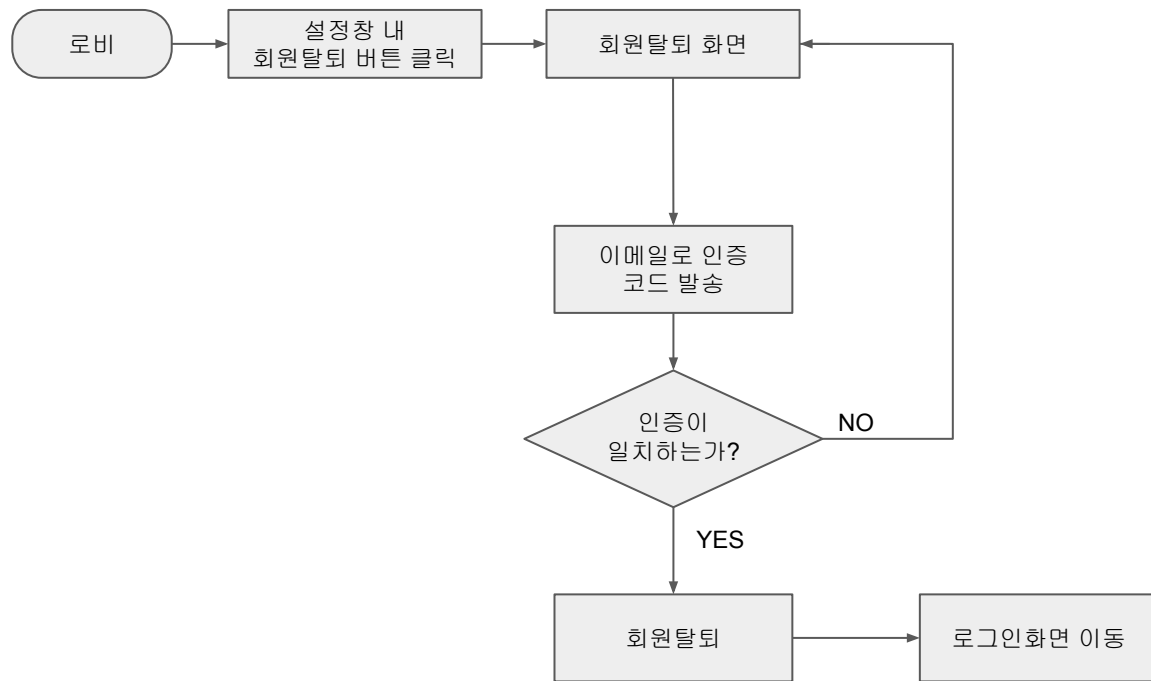 로비
설정창 내
회원탈퇴 버튼 클릭
회원탈퇴 화면
이메일로 인증
코드 발송
인증이
일치하는가?
NO
YES
회원탈퇴
로그인화면 이동